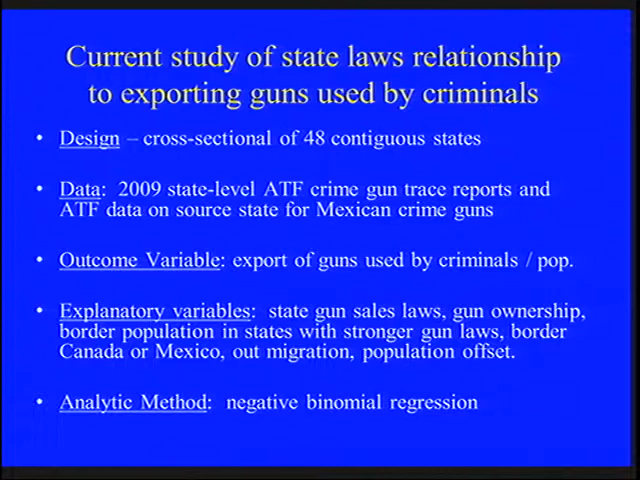 Current study of state laws relationship
to exporting guns used by criminals
• Design – cross-sectional of 48 contiguous states
• Data: 2009 state-level ATF crime gun trace reports and
ATF data on source state for Mexican crime guns
• Outcome Variable: export of guns used by criminals / pop.
• Explanatory variables: state gun sales laws, gun ownership,
border population in states with stronger gun laws, border
Canada or Mexico, out migration, population offset.
• Analytic Method: negative binomial regression